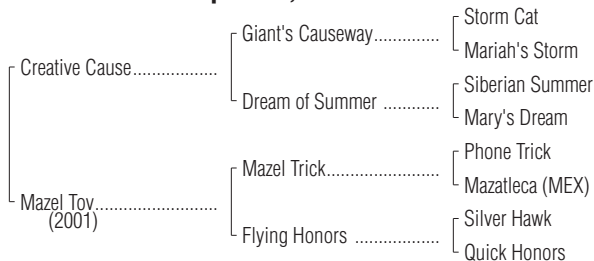 Giant's Causeway.............. Storm Cat
Mariah's Storm
Creative Cause..................
Dream of Summer ............ Siberian Summer
Mary's Dream
Mazel Trick....................... Phone Trick
Mazatleca (MEX)
Mazel Tov..........................
(2001)
Flying Honors .................. Silver Hawk
Quick Honors